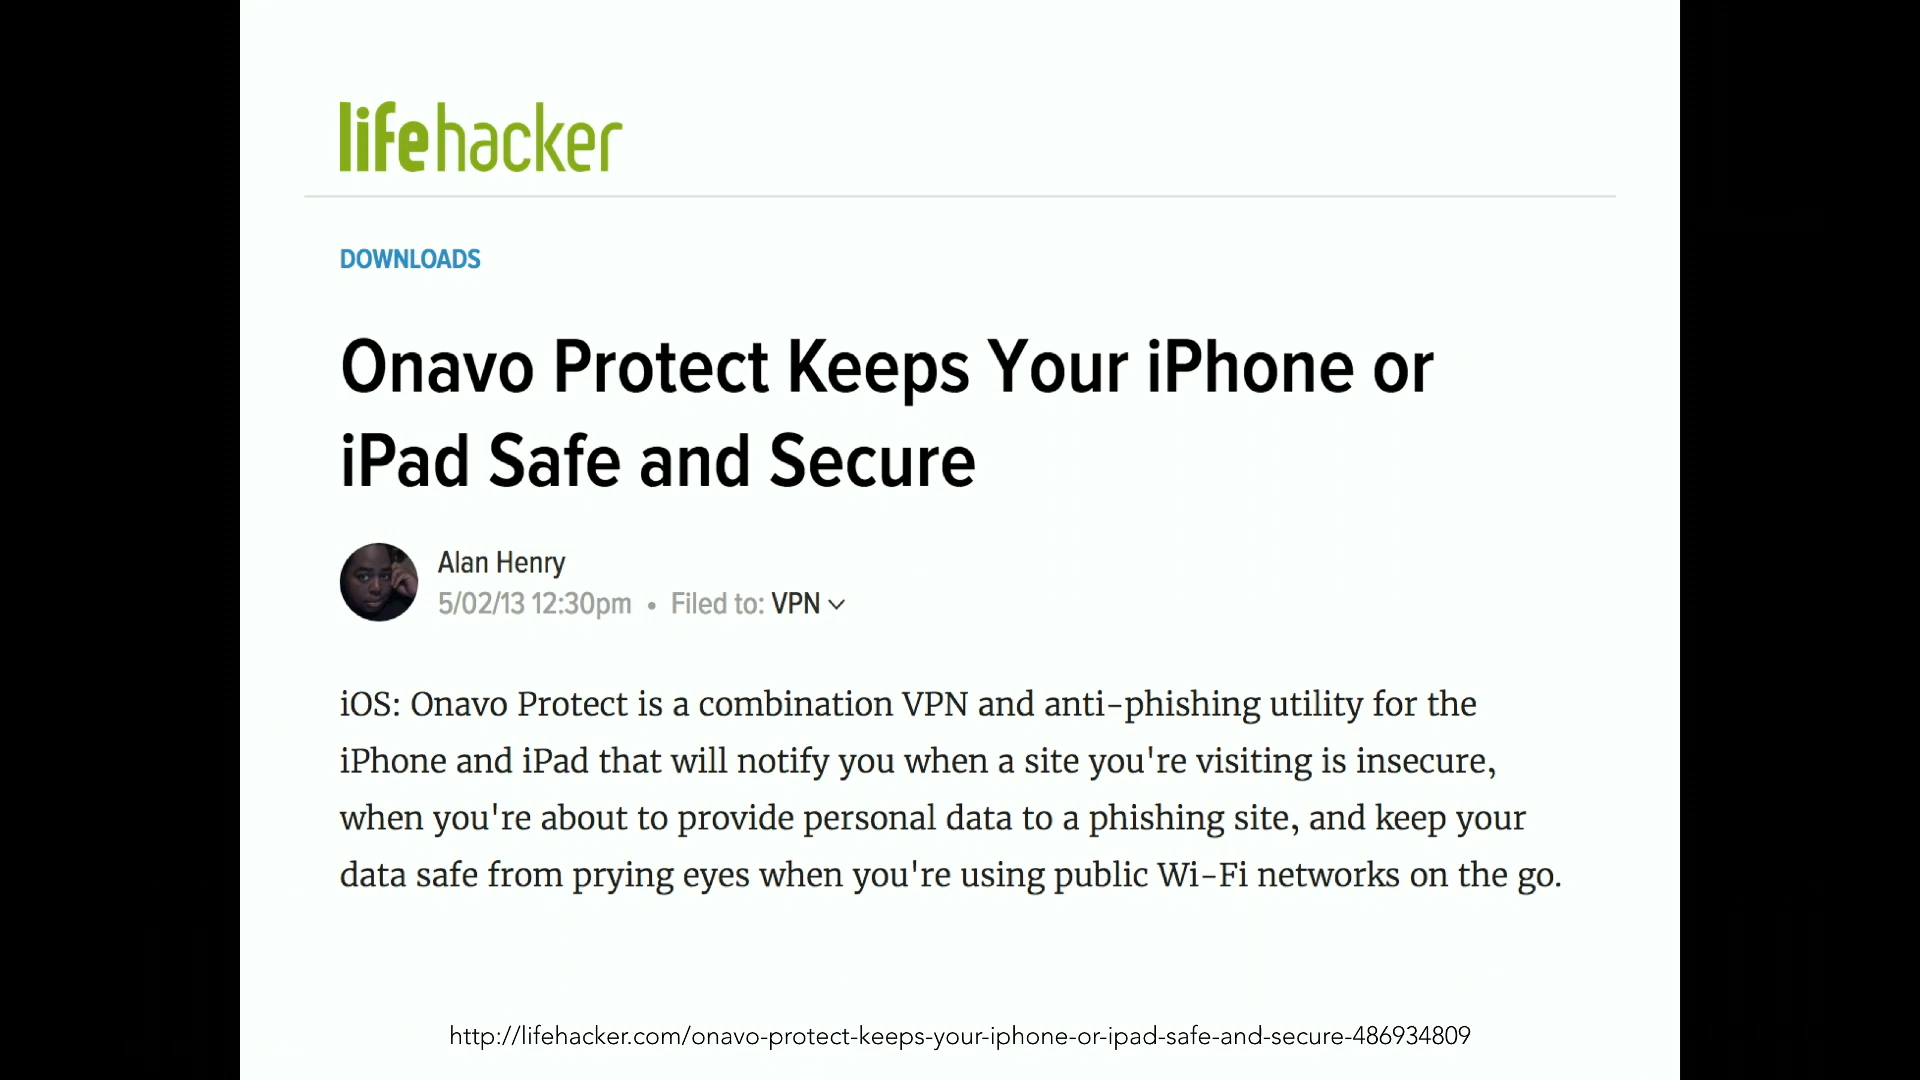 lifehacker
DOWNLOADS
Onavo Protect Keeps Your iPhone or
iPad Safe and Secure
Alan Henry
5/02/13 12:30pm • Filed to: VPN
iOS: Onavo Protect is a combination VPN and anti-phishing utility for the
iPhone and iPad that will notify you when a site you're visiting is insecure,
when you're about to provide personal data to a phishing site, and keep your
data safe from prying eyes when you're using public Wi-Fi networks on the go.
http://lifehacker.com/onavo-protect-keeps-your-iphone-or-ipad-safe-and-secure-486934809